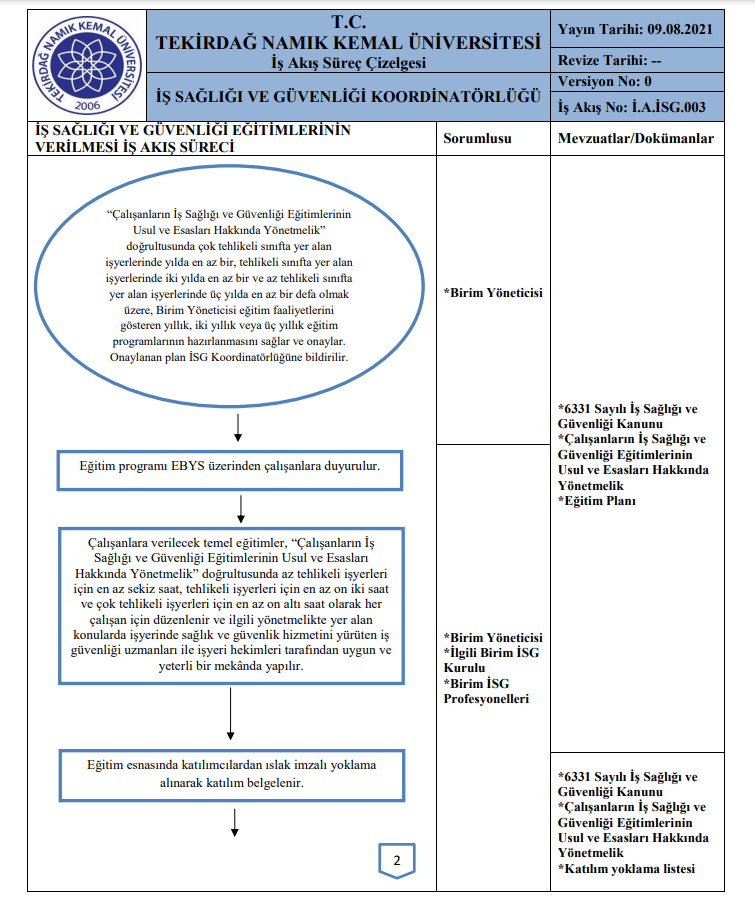 TEKİRDAĞ NAMIK KEMAL ÜNİVERSİTESİ
2006
T.C.
TEKİRDAĞ NAMIK KEMAL ÜNİVERSİTESİ
İş Akış Süreç Çizelgesi
İŞ SAĞLIĞI VE GÜVENLİĞİ KOORDİNATÖRLÜĞÜ
Yayın Tarihi: 09.08.2021
Revize Tarihi: --
Versiyon No: 0
İş Akış No: İ.A.İSG.003
İŞ SAĞLIĞI VE GÜVENLİĞİ EĞİTİMLERİNİN
VERİLMESİ İŞ AKIŞ SÜRECİ
Sorumlusu
Mevzuatlar/Dokümanlar
“Çalışanların İş Sağlığı ve Güvenliği Eğitimlerinin
Usul ve Esasları Hakkında Yönetmelik”
doğrultusunda çok tehlikeli sınıfta yer alan
işyerlerinde yılda en az bir, tehlikeli sınıfta yer alan
işyerlerinde iki yılda en az bir ve az tehlikeli sınıfta
yer alan işyerlerinde üç yılda en az bir defa olmak
üzere, Birim Yöneticisi eğitim faaliyetlerini
gösteren yıllık, iki yıllık veya üç yıllık eğitim
programlarının hazırlanmasını sağlar ve onaylar.
Onaylanan plan İSG Koordinatörlüğüne bildirilir.
*Birim Yöneticisi
Eğitim programı EBYS üzerinden çalışanlara duyurulur.
Çalışanlara verilecek temel eğitimler, “Çalışanların İş
Sağlığı ve Güvenliği Eğitimlerinin Usul ve Esasları
Hakkında Yönetmelik” doğrultusunda az tehlikeli işyerleri
için en az sekiz saat, tehlikeli işyerleri için en az on iki saat
ve çok tehlikeli işyerleri için en az on altı saat olarak her
çalışan için düzenlenir ve ilgili yönetmelikte yer alan
konularda işyerinde sağlık ve güvenlik hizmetini yürüten iş
güvenliği uzmanları ile işyeri hekimleri tarafından uygun ve
yeterli bir mekânda yapılır.
Eğitim esnasında katılımcılardan ıslak imzalı yoklama
alınarak katılım belgelenir.
2
*Birim Yöneticisi
*İlgili Birim İSG
Kurulu
*Birim İSG
Profesyonelleri
*6331 Sayılı İş Sağlığı ve
Güvenliği Kanunu
*Çalışanların İş Sağlığı ve
Güvenliği Eğitimlerinin
Usul ve Esasları Hakkında
Yönetmelik
*Eğitim Planı
*6331 Sayılı İş Sağlığı ve
Güvenliği Kanunu
*Çalışanların İş Sağlığı ve
Güvenliği Eğitimlerinin
Usul ve Esasları Hakkında
Yönetmelik
*Katılım yoklama listesi